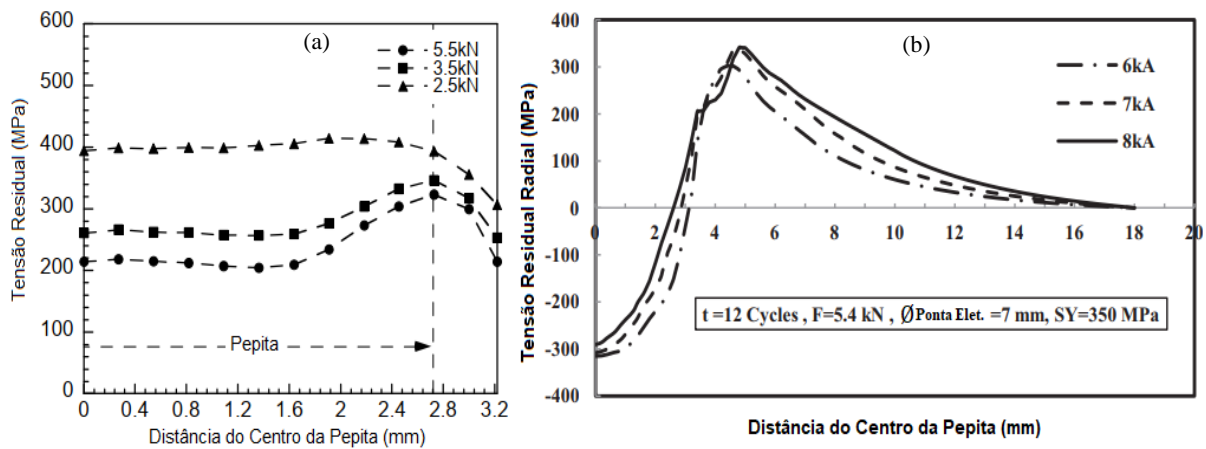 (a)
5.5kN
3.5kN
2.5kN
Tensão Residual (MPa)
600
500
400
300
200
100
0
Pepita
0 0.4 0.8 1.2 1.6 2 2.4 2.8 3.2
Distância do Centro da Pepita (mm)
(b)
6kA
7kA
8kA
Tensão Residual Radial (MPa)
400
300
200
100
0
-100
-200
-300
-400
0 2 4 6 8 10 12 14 16 18 20
t =12 Cycles , F=5.4 kN , Ø Ponta Elet. =7 mm, SY=350 MPa
Distância do Centro da Pepita (mm)